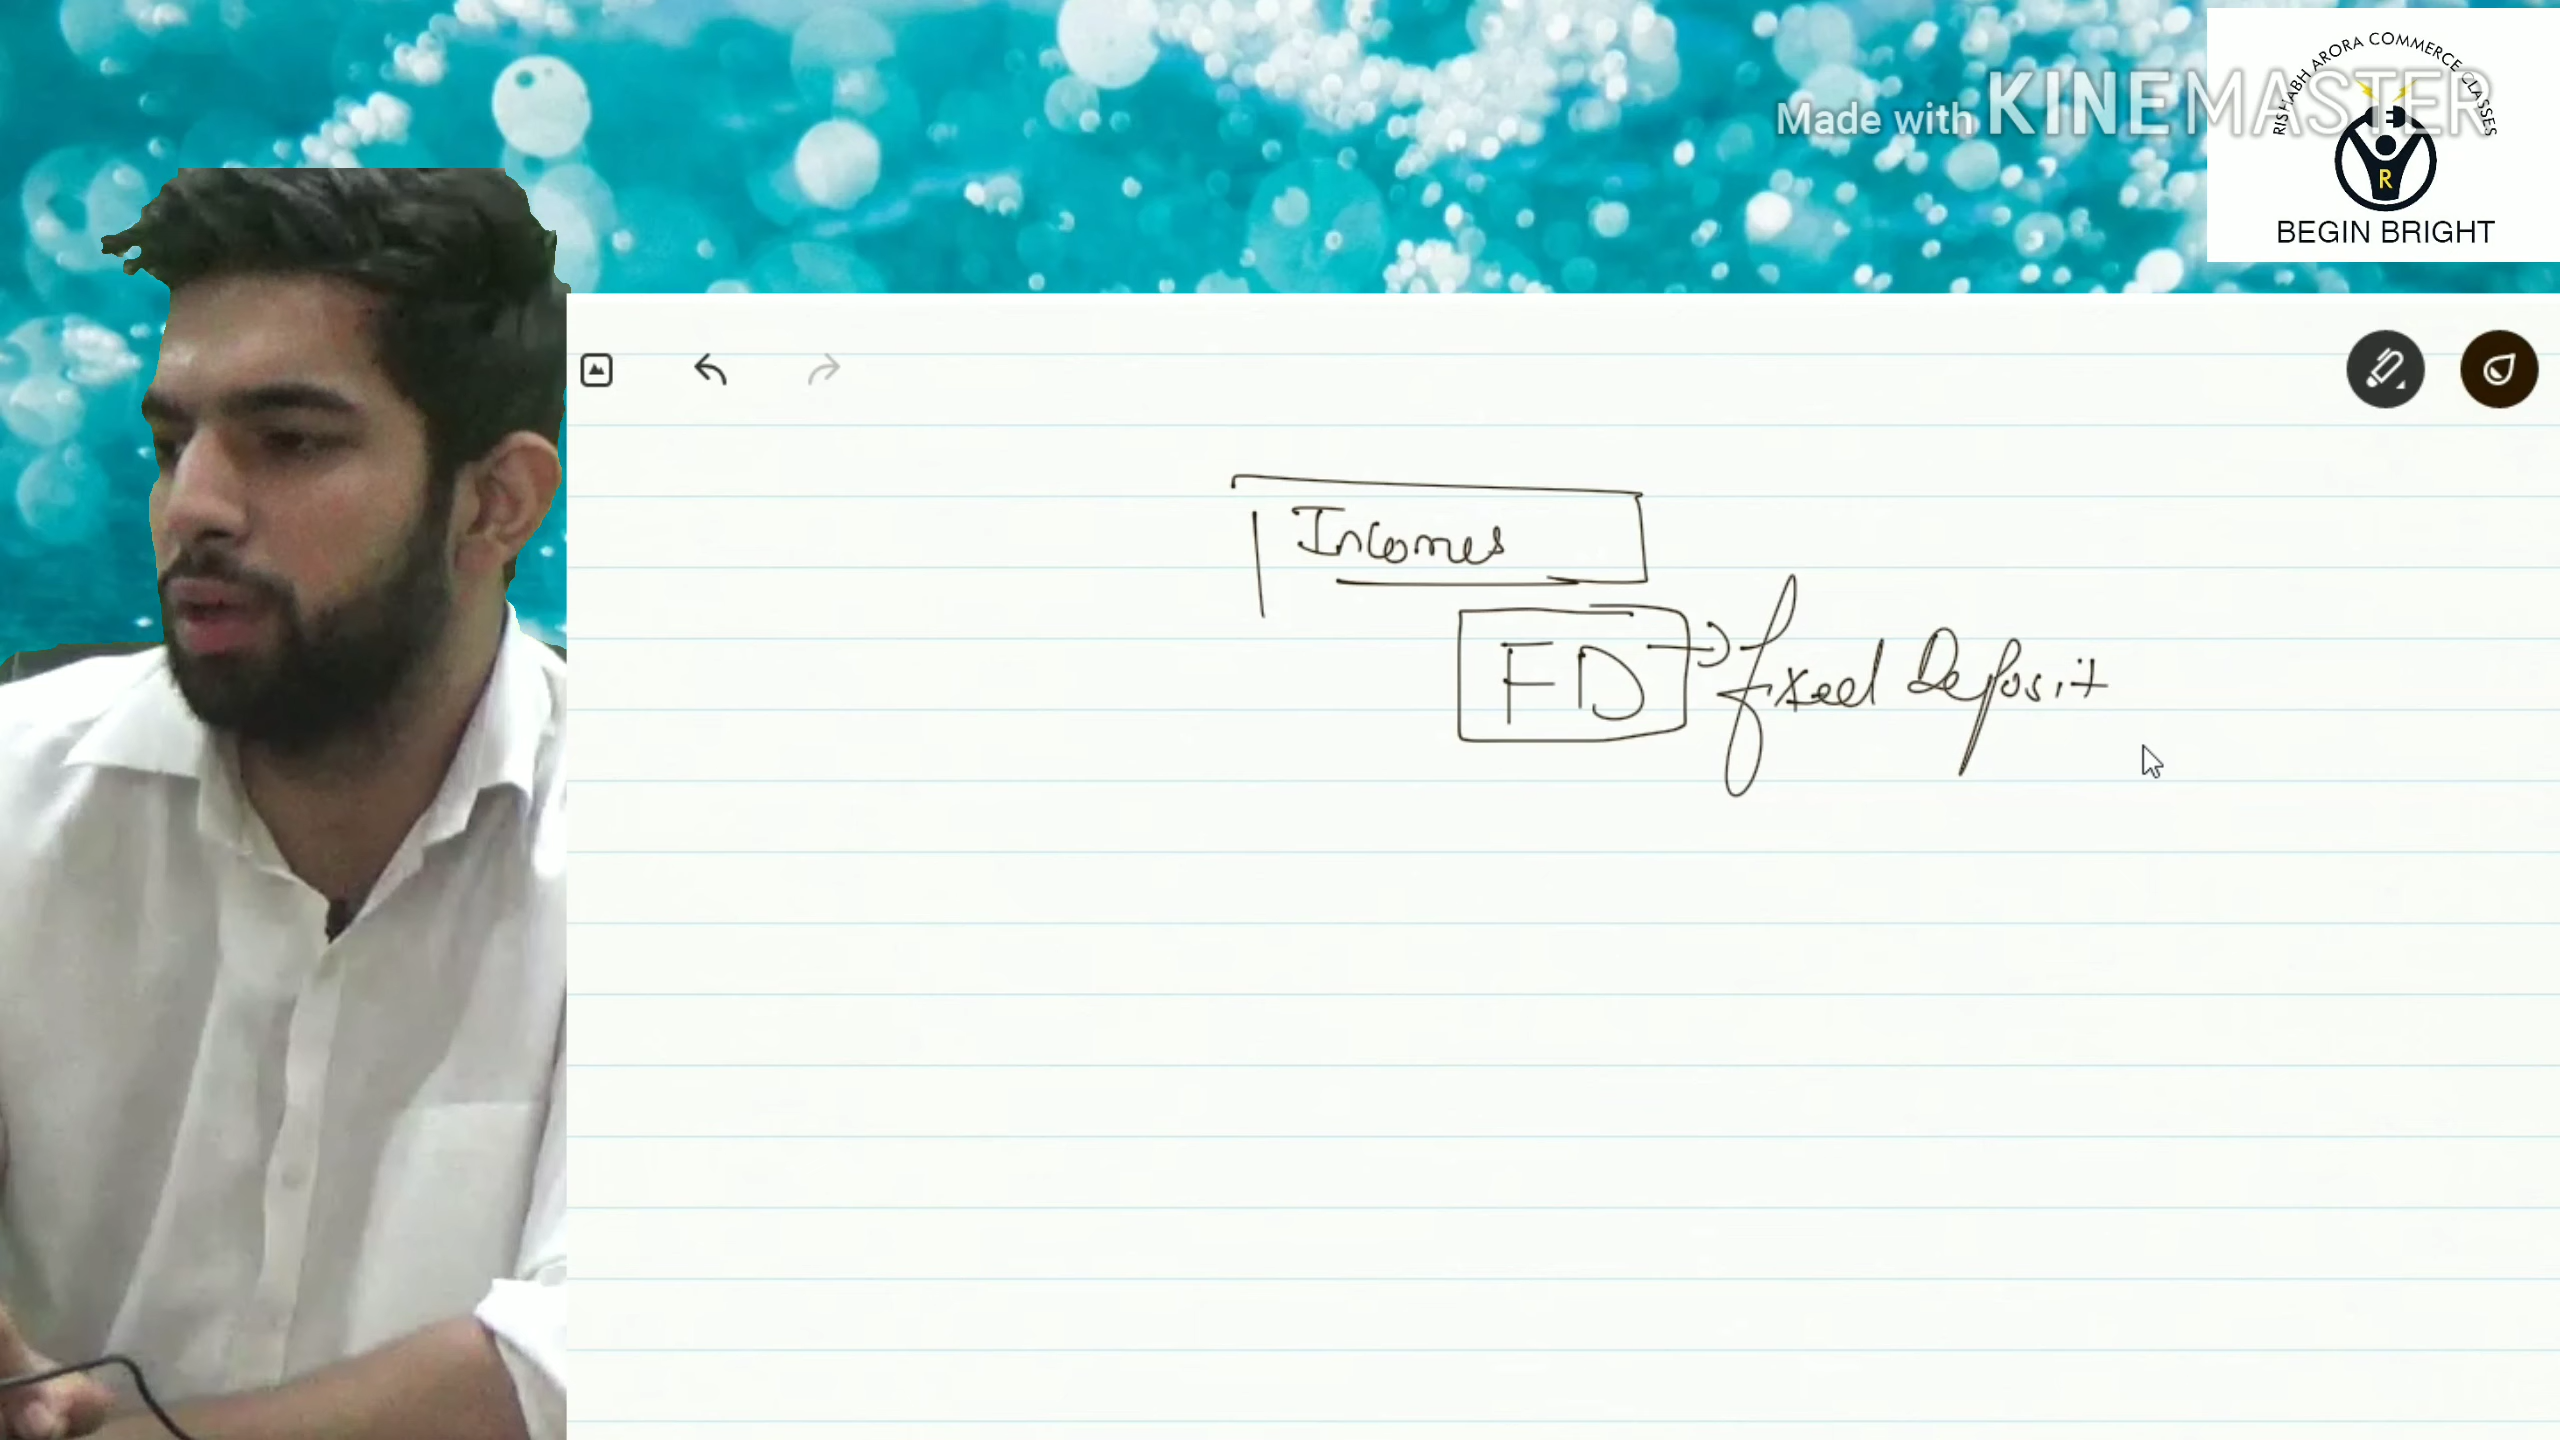 Made with KINEMASTER
RISHABH ARORA COMMERCE CLASSES
R
BEGIN BRIGHT
Incomes
FD → fixed Deposit